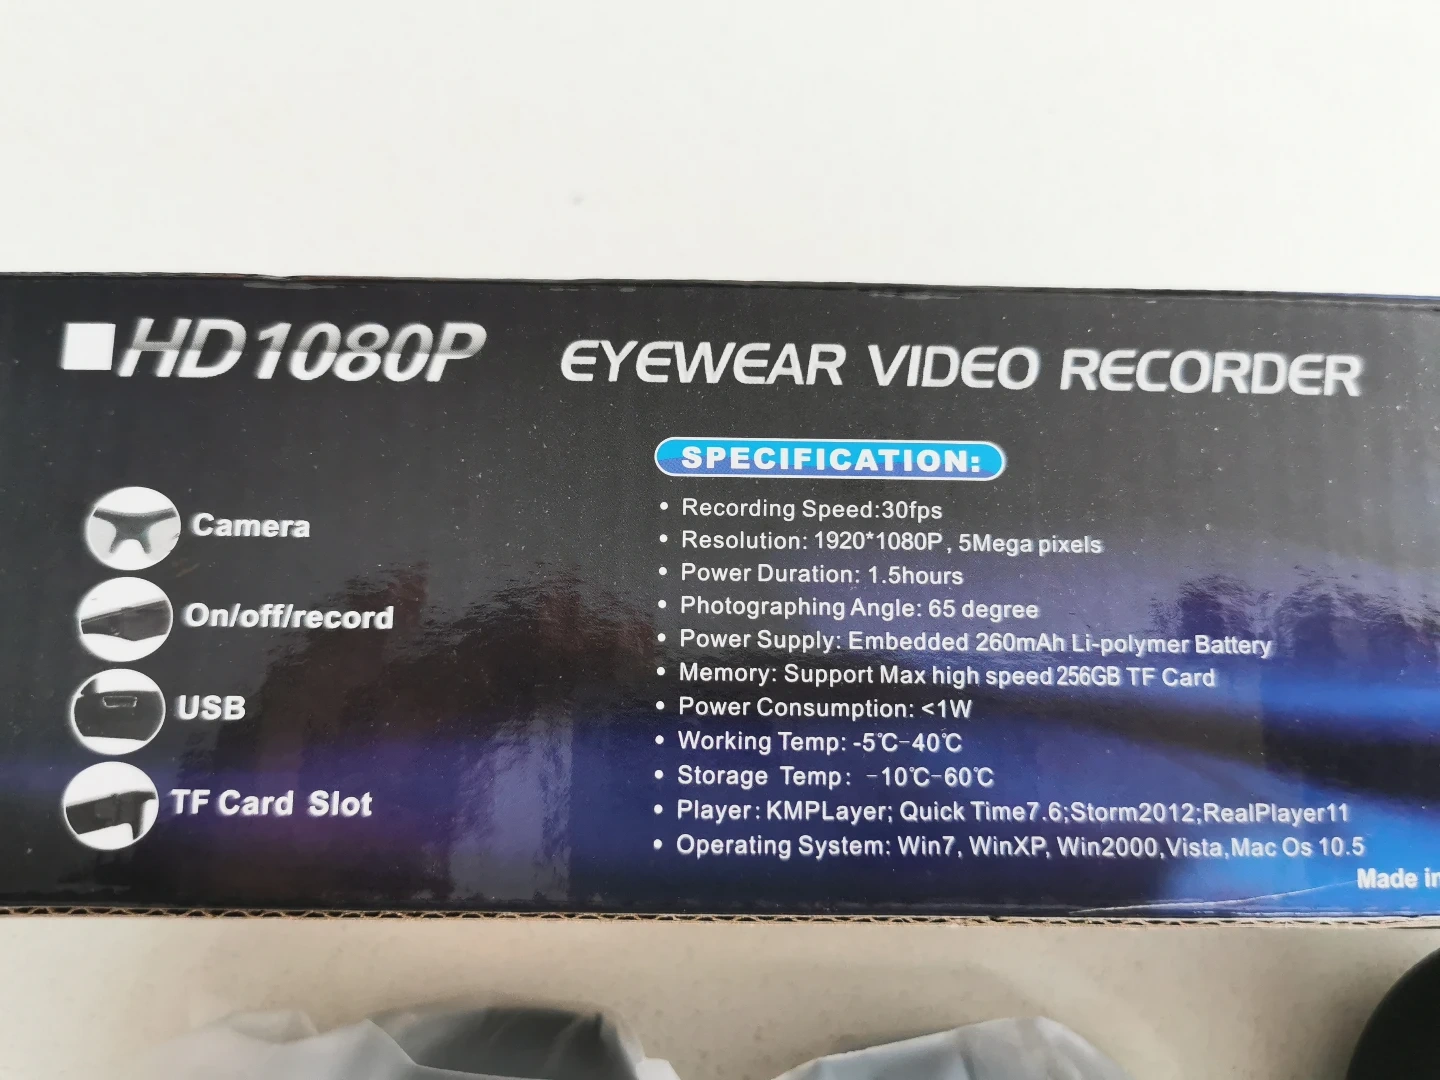 HD1080P EYEWEAR VIDEO RECORDER
SPECIFICATION:
Camera
On/off/record
USB
TF Card Slot
• Recording Speed:30fps
• Resolution: 1920*1080P, 5Mega pixels
• Power Duration: 1.5hours
• Photographing Angle: 65 degree
• Power Supply: Embedded 260mAh Li-polymer Battery
• Memory: Support Max high speed 256GB TF Card
• Power Consumption: <1W
• Working Temp: -5℃-40℃
• Storage Temp: -10℃-60℃
• Player: KMPLayer; Quick Time7.6;Storm2012;RealPlayer11
• Operating System: Win7, WinXP, Win2000,Vista,Mac Os 10.5
Made in